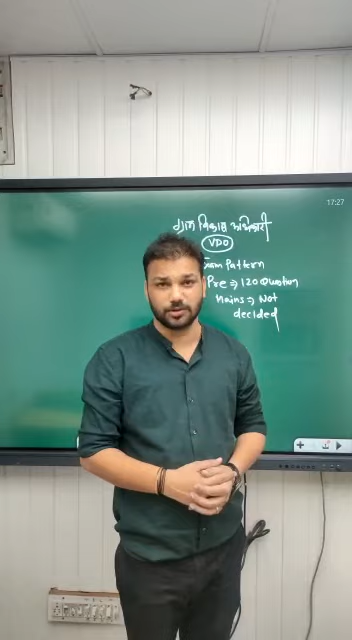 17:27
ग्राम विकास अधिकारी
VDO
Exam Pattern
Pre ⇒ 120 Question
Mains ⇒ Not
decided